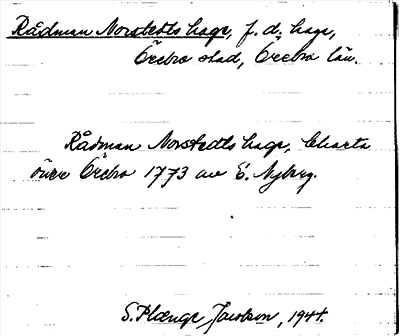 Rådman Norstedts hage, f. d. hage,
Örebro stad, Örebro län.
Rådman Norstedts hage, Charta
över Örebro 1773 av E. Nyberg.
S. Plænge Jacobson, 1944.